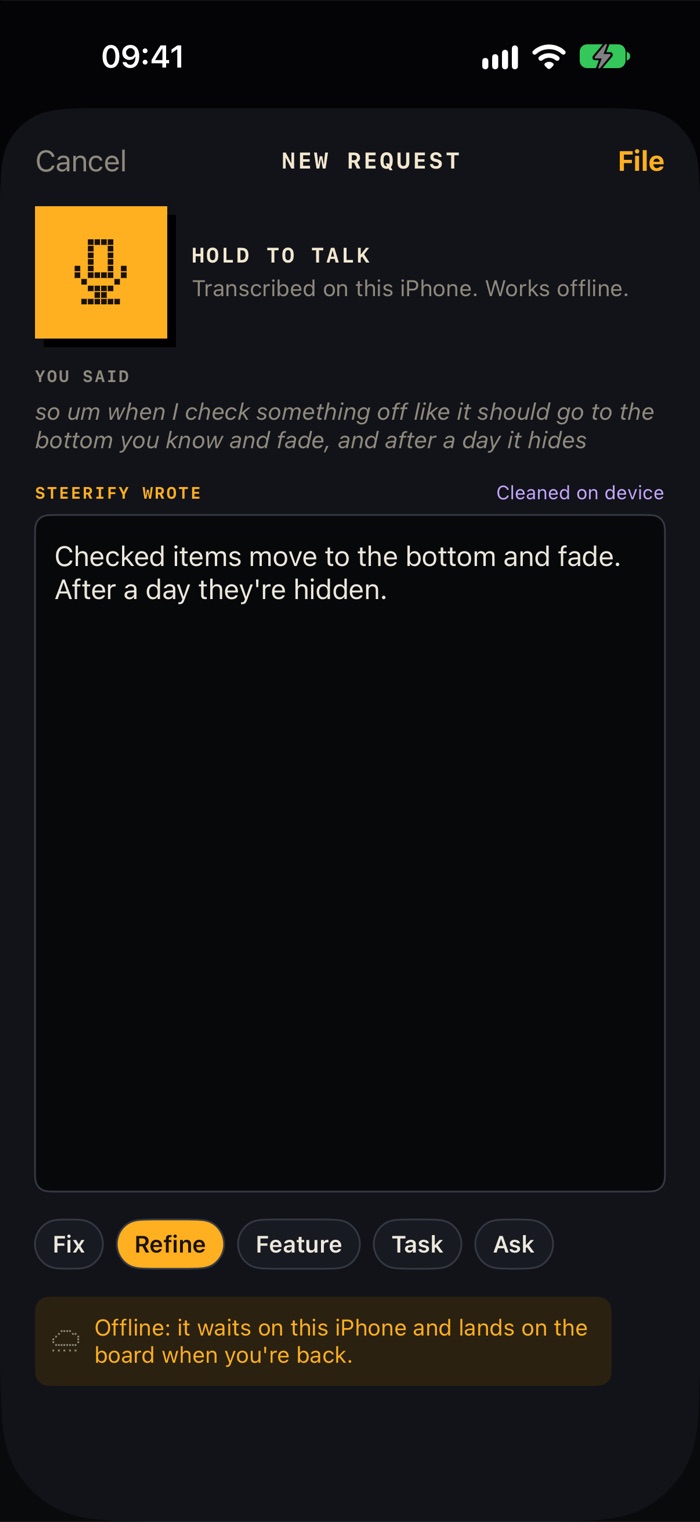 09:41
Cancel
NEW REQUEST
File
HOLD TO TALK
Transcribed on this iPhone. Works offline.
YOU SAID
so um when I check something off like it should go to the
bottom you know and fade, and after a day it hides
STEERIFY WROTE
Cleaned on device
Checked items move to the bottom and fade.
After a day they're hidden.
Fix
Refine
Feature
Task
Ask
Offline: it waits on this iPhone and lands on the
board when you're back.